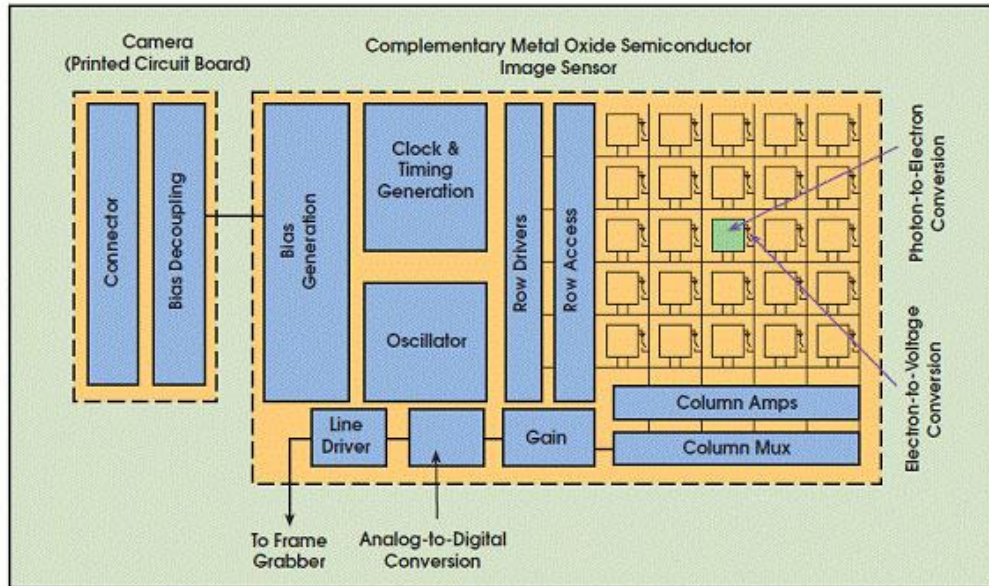 Camera
(Printed Circuit Board)
Complementary Metal Oxide Semiconductor
Image Sensor
Connector
Bias Decoupling
Bias
Generation
Clock &
Timing
Generation
Oscillator
Row Drivers
Row Access
Photon-to-Electron
Conversion
Electron-to-Voltage
Conversion
Column Amps
Column Mux
Line
Driver
Gain
To Frame
Grabber
Analog-to-Digital
Conversion